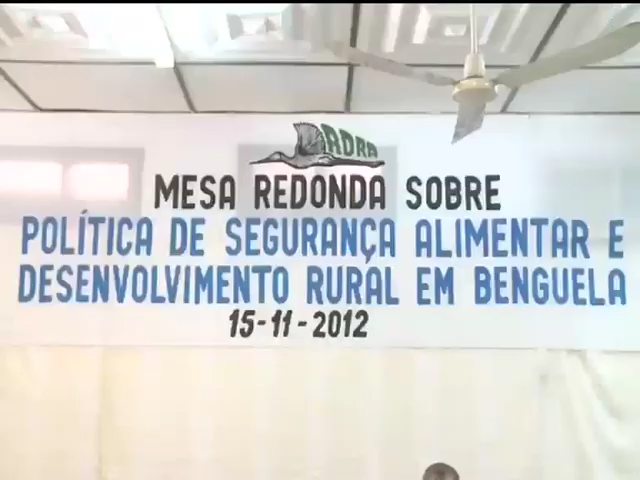 ADRA
MESA REDONDA SOBRE
POLÍTICA DE SEGURANÇA ALIMENTAR E
DESENVOLVIMENTO RURAL EM BENGUELA
15-11-2012